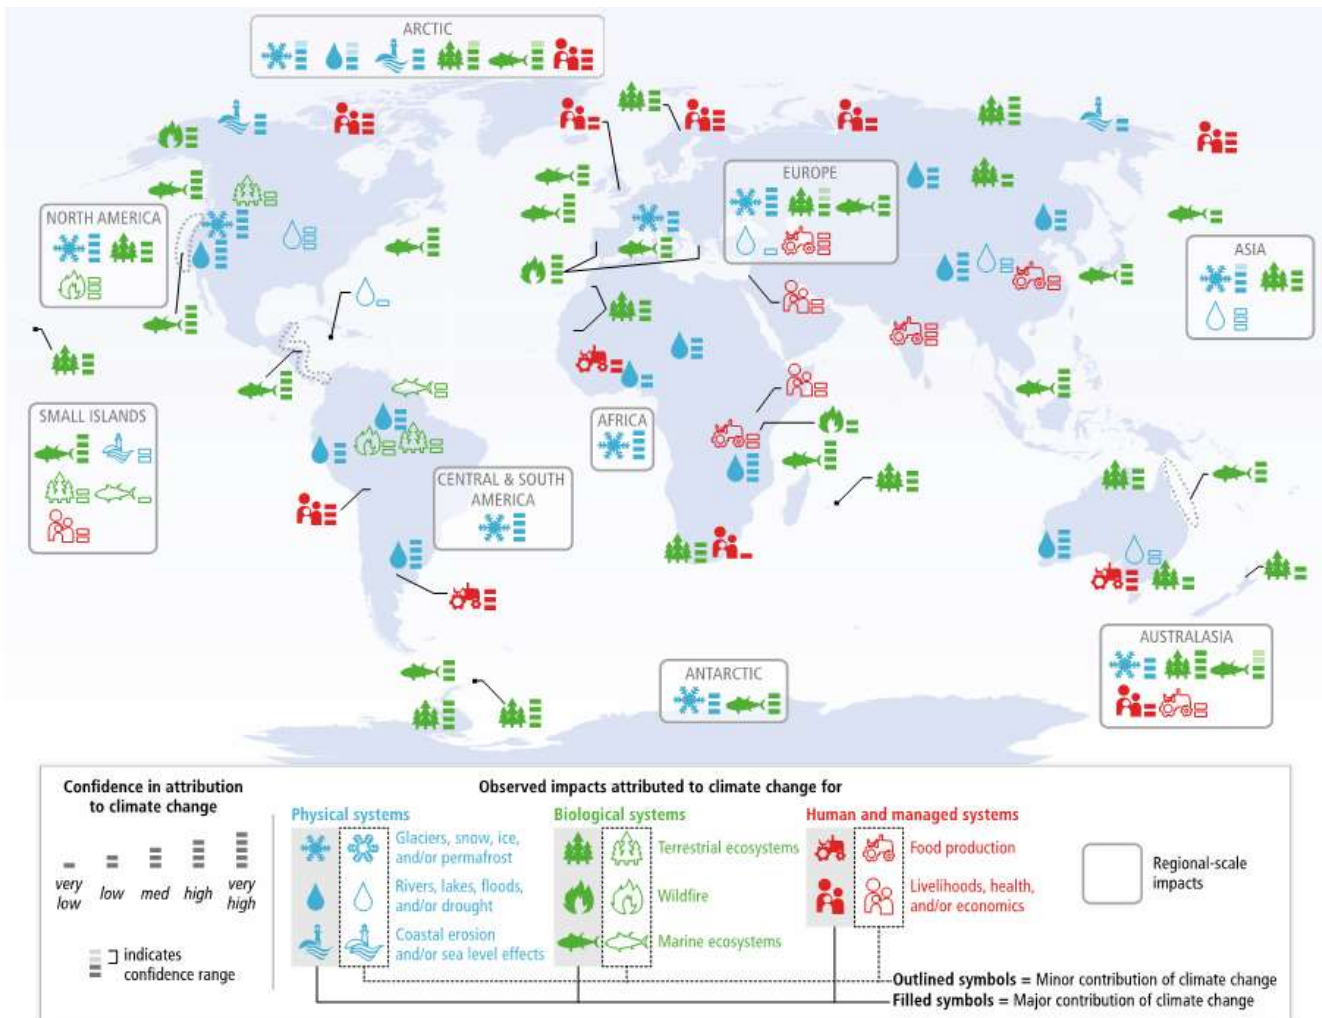 ARCTIC
EUROPE
NORTH AMERICA
ASIA
SMALL ISLANDS
AFRICA
CENTRAL & SOUTH
AMERICA
AUSTRALASIA
ANTARCTIC
Confidence in attribution
to climate change
very
low
low
med
high
very
high
indicates
confidence range
Observed impacts attributed to climate change for
Physical systems
Glaciers, snow, ice,
and/or permafrost
Rivers, lakes, floods,
and/or drought
Coastal erosion
and/or sea level effects
Biological systems
Terrestrial ecosystems
Wildfire
Marine ecosystems
Human and managed systems
Food production
Livelihoods, health,
and/or economics
Regional-scale
impacts
Outlined symbols = Minor contribution of climate change
Filled symbols = Major contribution of climate change